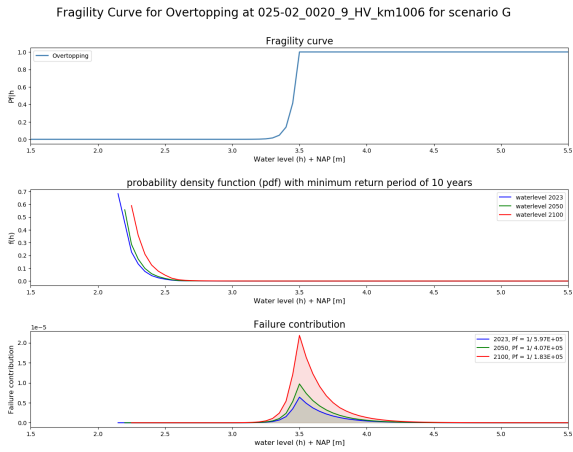 Fragility Curve for Overtopping at 025-02_0020_9_HV_km1006 for scenario G
Fragility curve
Pf|h
1.0
0.8
0.6
0.4
0.2
0.0
Overtopping
1.5 2.0 2.5 3.0 3.5 4.0 4.5 5.0 5.5
Water level (h) + NAP [m]
probability density function (pdf) with minimum return period of 10 years
f(h)
0.7
0.6
0.5
0.4
0.3
0.2
0.1
0.0
waterlevel 2023
waterlevel 2050
waterlevel 2100
1.5 2.0 2.5 3.0 3.5 4.0 4.5 5.0 5.5
Water level (h) + NAP [m]
Failure contribution
1e-5
Failure contribution
2.0
1.5
1.0
0.5
0.0
2023, Pf = 1/ 5.97E+05
2050, Pf = 1/ 4.07E+05
2100, Pf = 1/ 1.83E+05
1.5 2.0 2.5 3.0 3.5 4.0 4.5 5.0 5.5
water level (h) + NAP [m]